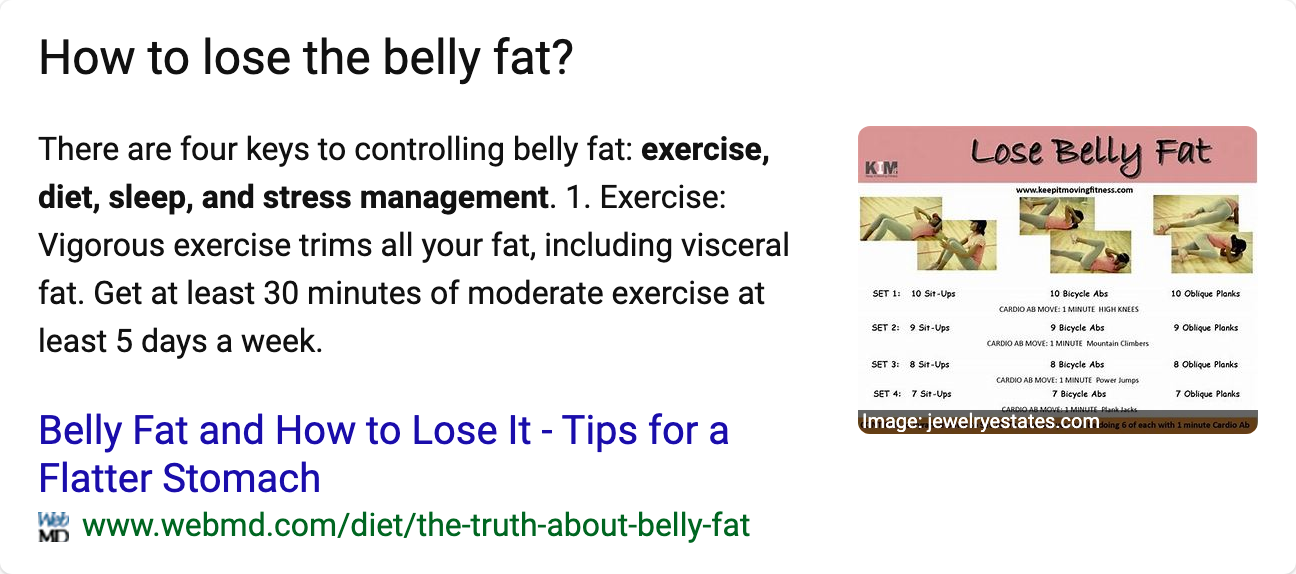 How to lose the belly fat?
There are four keys to controlling belly fat: exercise,
diet, sleep, and stress management. 1. Exercise:
Vigorous exercise trims all your fat, including visceral
fat. Get at least 30 minutes of moderate exercise at
least 5 days a week.
Belly Fat and How to Lose It - Tips for a
Flatter Stomach
Web
MD www.webmd.com/diet/the-truth-about-belly-fat
Lose Belly Fat
KIM
www.keepitmovingfitness.com
SET 1: 10 Sit-Ups 10 Bicycle Abs 10 Oblique Planks
CARDIO AB MOVE: 1 MINUTE HIGH KNEES
SET 2: 9 Sit-Ups 9 Bicycle Abs 9 Oblique Planks
CARDIO AB MOVE: 1 MINUTE Mountain Climbers
SET 3: 8 Sit-Ups 8 Bicycle Abs 8 Oblique Planks
CARDIO AB MOVE: 1 MINUTE Power Jumps
SET 4: 7 Sit-Ups 7 Bicycle Abs 7 Oblique Planks
CARDIO AB MOVE: 1 MINUTE Plank Jacks
Image: jewelryestates.com doing 6 of each with 1 minute Cardio Ab